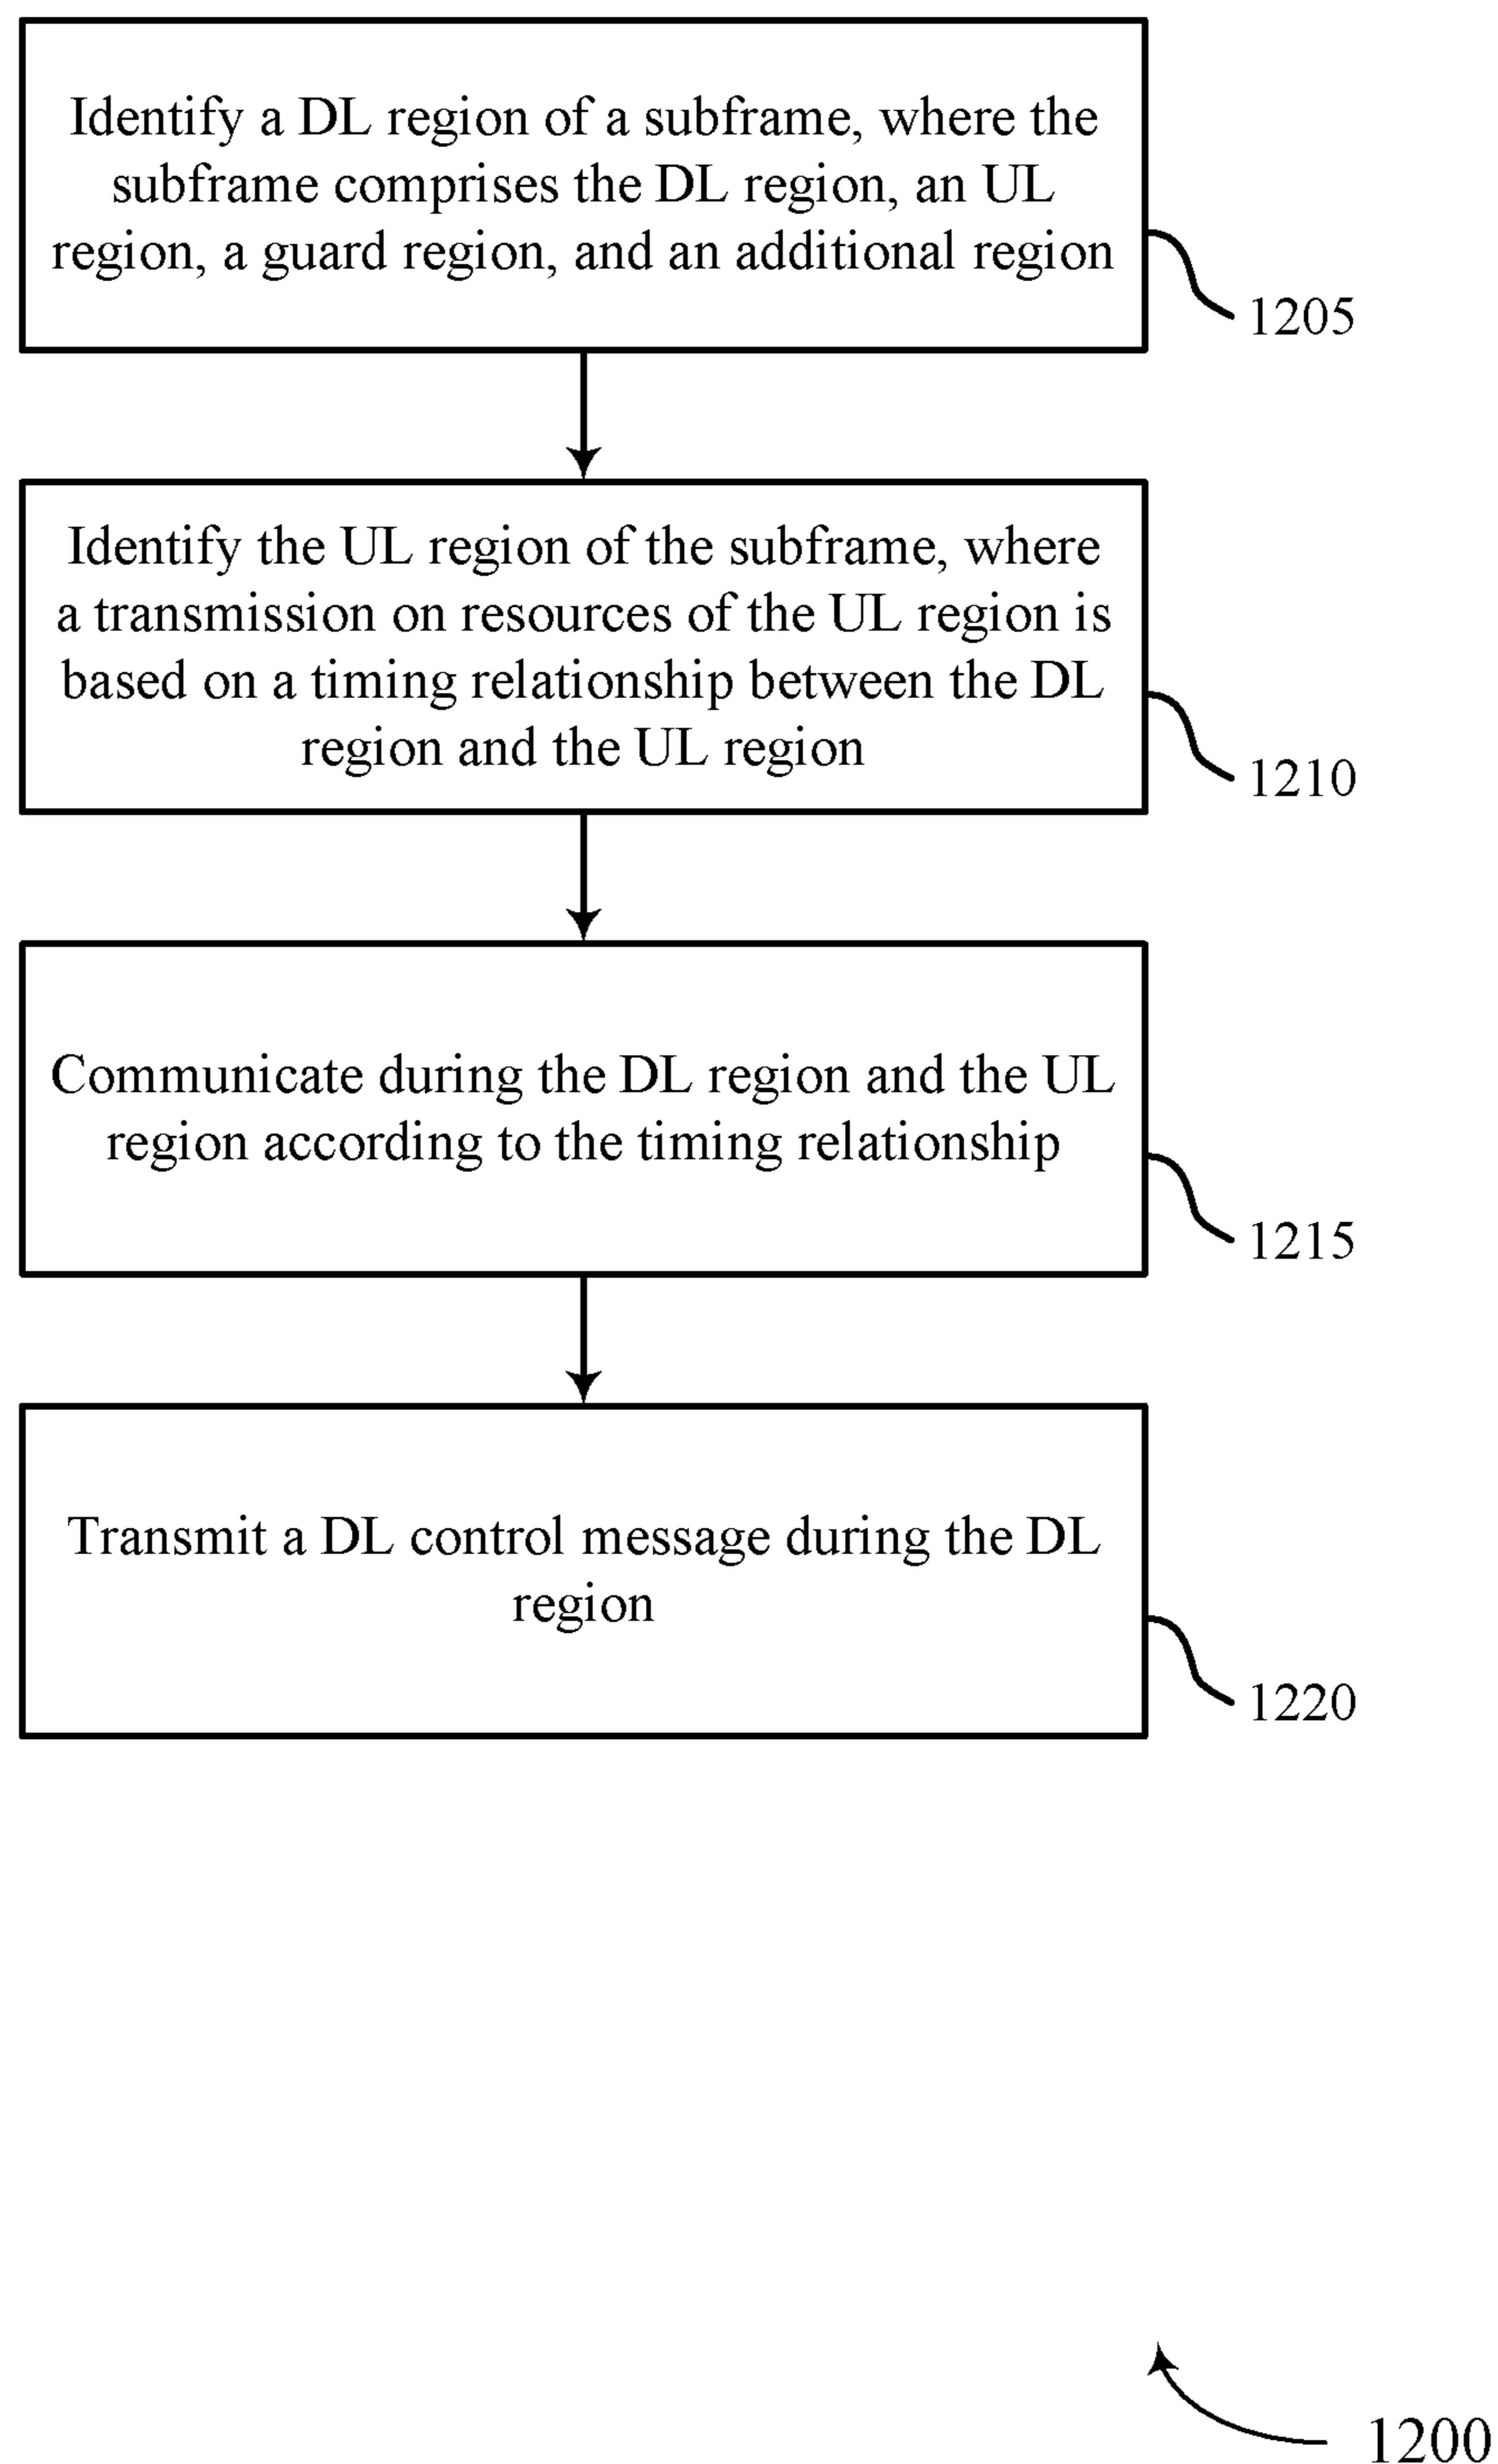 Identify a DL region of a subframe, where the
subframe comprises the DL region, an UL
region, a guard region, and an additional region
1205
Identify the UL region of the subframe, where
a transmission on resources of the UL region is
based on a timing relationship between the DL
region and the UL region
1210
Communicate during the DL region and the UL
region according to the timing relationship
1215
Transmit a DL control message during the DL
region
1220
1200